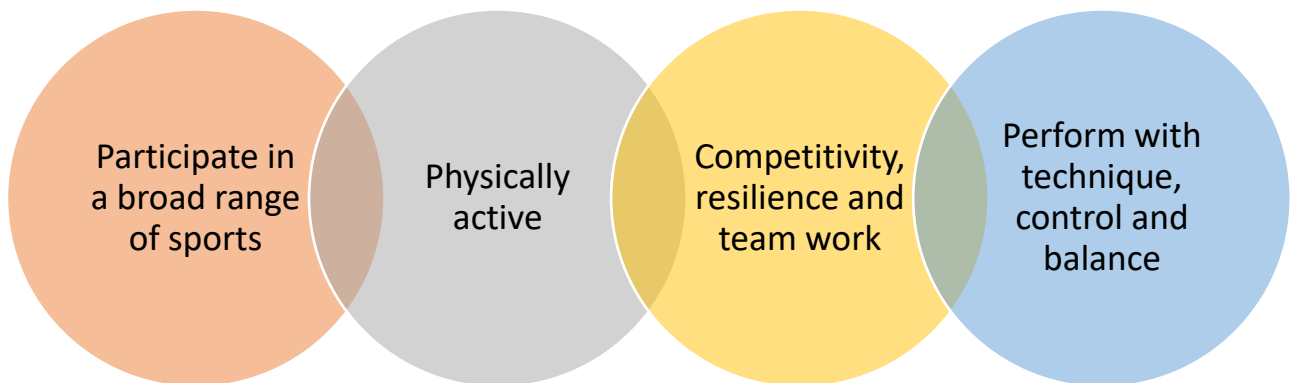 Participate in
a broad range
of sports
Physically
active
Competitivity,
resilience and
team work
Perform with
technique,
control and
balance